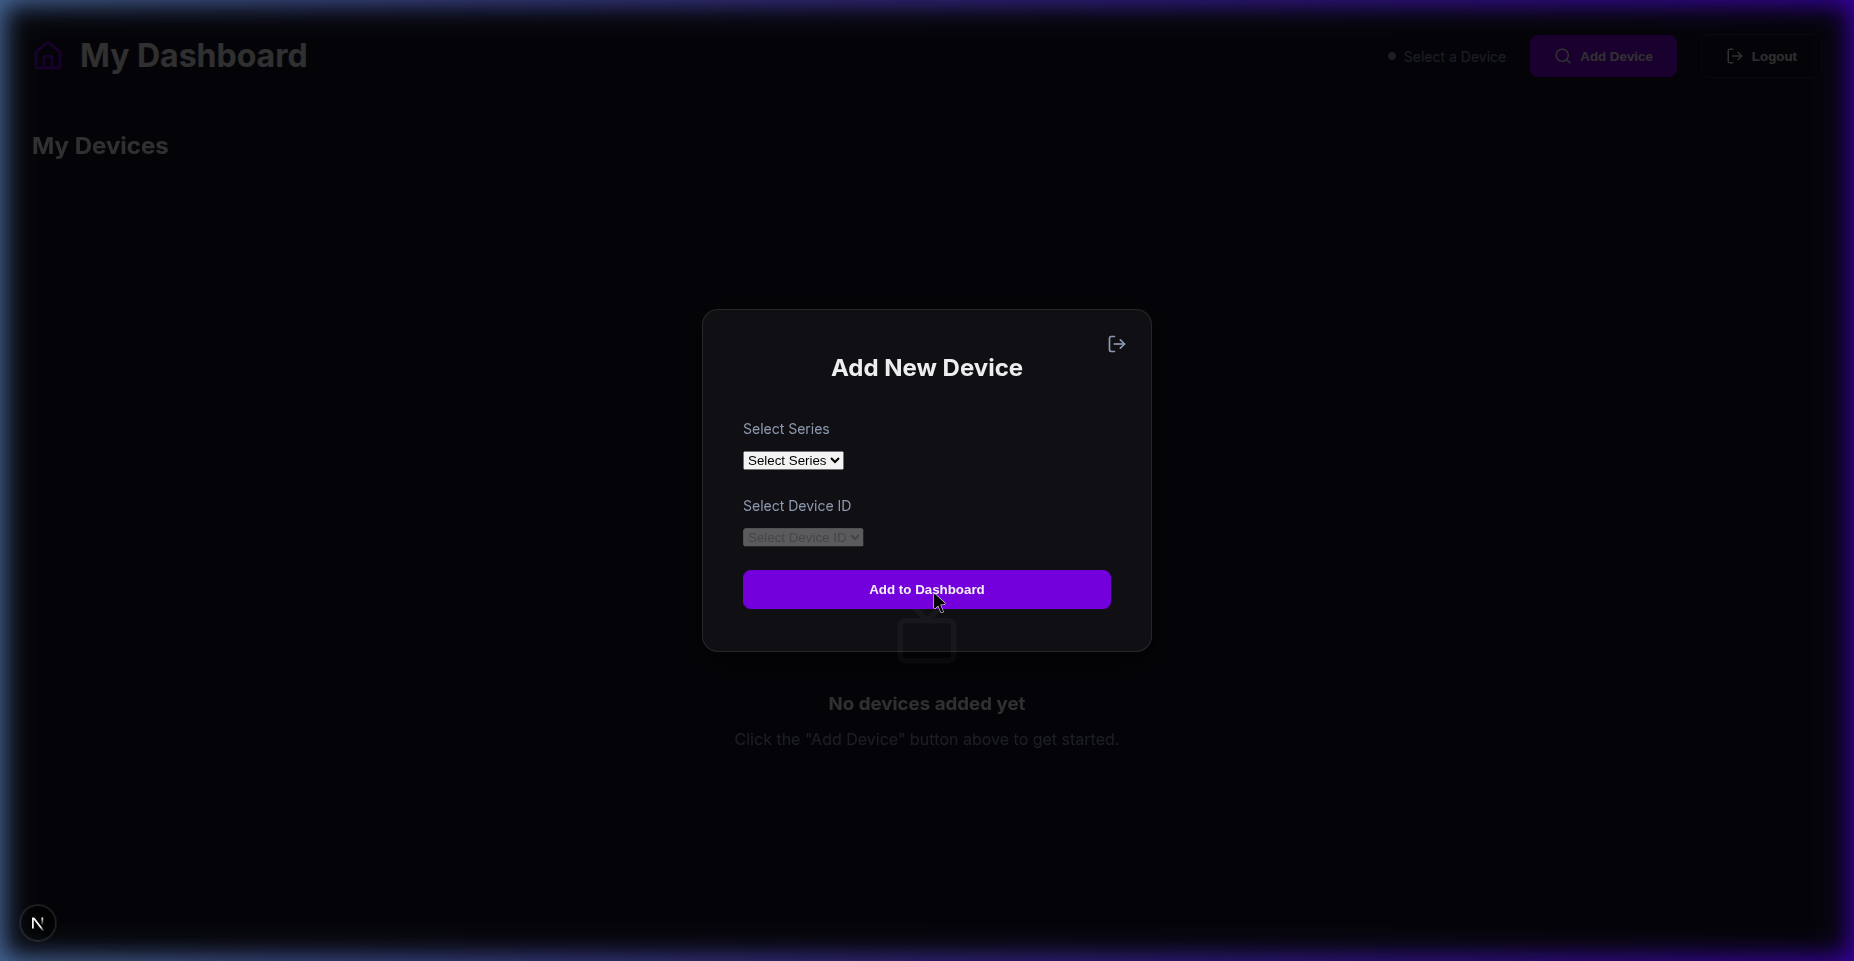 My Dashboard
Select a Device
Add Device
Logout
My Devices
Add New Device
Select Series
Select Series
Select Device ID
Select Device ID
Add to Dashboard
No devices added yet
Click the "Add Device" button above to get started.
N